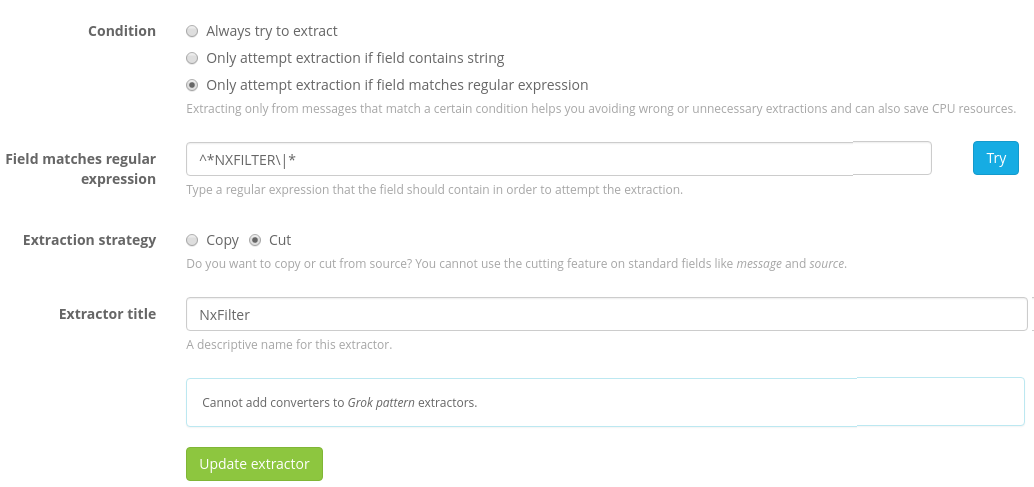 Condition
Always try to extract
Only attempt extraction if field contains string
Only attempt extraction if field matches regular expression
Extracting only from messages that match a certain condition helps you avoiding wrong or unnecessary extractions and can also save CPU resources.
Field matches regular
expression
^*NXFILTER\|*
Try
Type a regular expression that the field should contain in order to attempt the extraction.
Extraction strategy
Copy Cut
Do you want to copy or cut from source? You cannot use the cutting feature on standard fields like message and source.
Extractor title
NxFilter
A descriptive name for this extractor.
Cannot add converters to Grok pattern extractors.
Update extractor